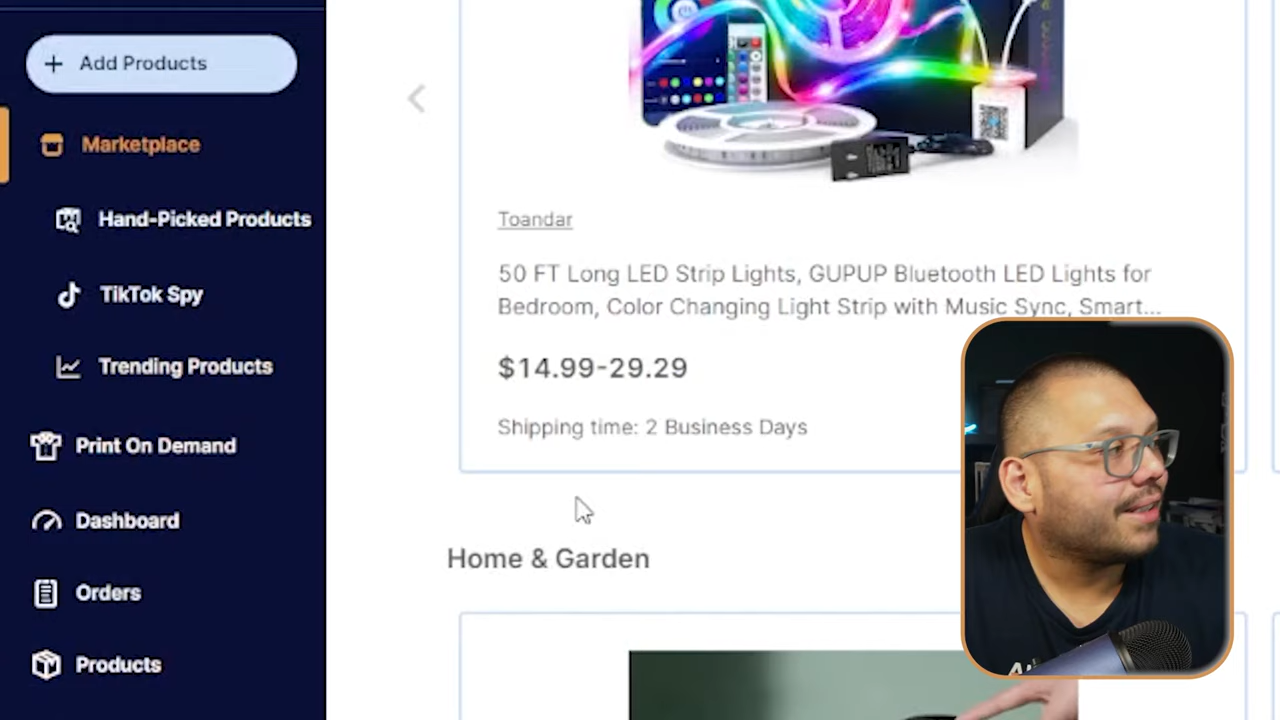 Add Products
Marketplace
Hand-Picked Products
TikTok Spy
Trending Products
Print On Demand
Dashboard
Orders
Products
Toandar
50 FT Long LED Strip Lights, GUPUP Bluetooth LED Lights for
Bedroom, Color Changing Light Strip with Music Sync, Smart...
$14.99-29.29
Shipping time: 2 Business Days
Home & Garden